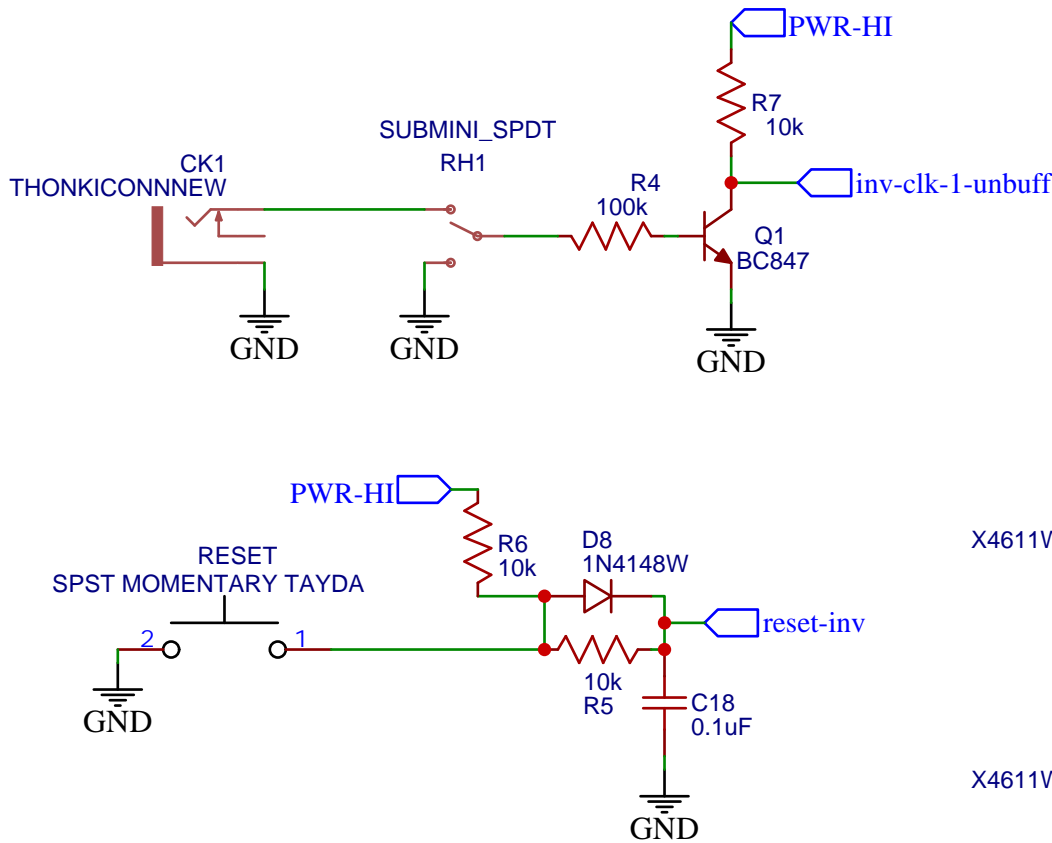 PWR-HI
R7
10k
SUBMINI_SPDT
RH1
CK1
THONKICONNNEW
R4
100k
inv-clk-1-unbuff
Q1
BC847
GND
GND
GND
PWR-HI
R6
10k
D8
1N4148W
X4611W
RESET
SPST MOMENTARY TAYDA
reset-inv
2
1
10k
R5
C18
0.1uF
GND
X4611W
GND